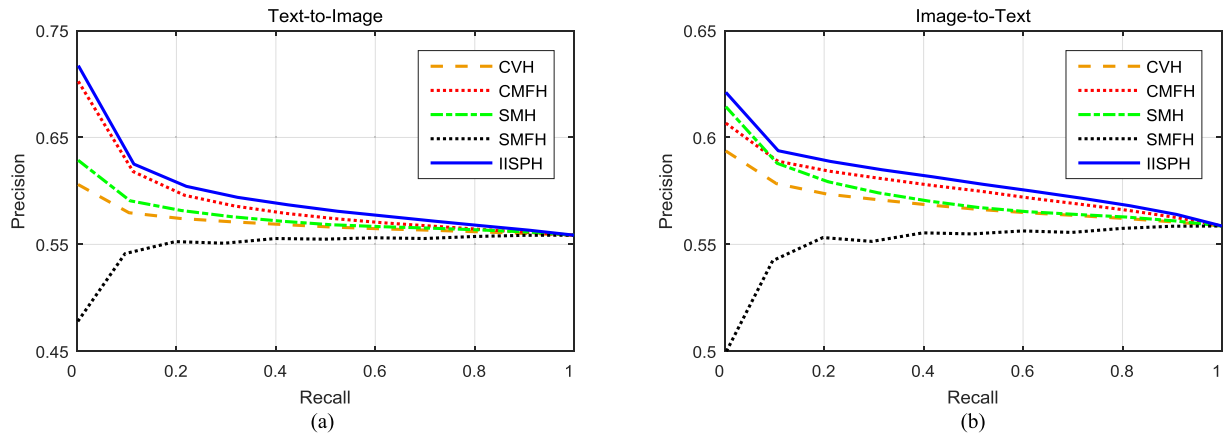 Text-to-Image
0.75
0.65
0.55
0.45
Precision
CVH
CMFH
SMH
SMFH
IISPH
0 0.2 0.4 0.6 0.8 1
Recall
(a)
Image-to-Text
0.65
0.6
0.55
0.5
Precision
CVH
CMFH
SMH
SMFH
IISPH
0 0.2 0.4 0.6 0.8 1
Recall
(b)